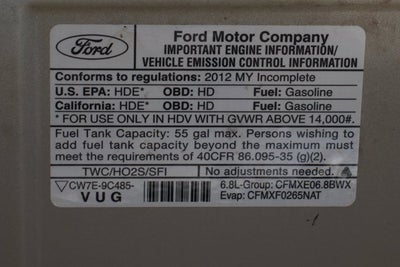 Ford
Ford Motor Company
IMPORTANT ENGINE INFORMATION/
VEHICLE EMISSION CONTROL INFORMATION
Conforms to regulations: 2012 MY Incomplete
U.S. EPA: HDE* OBD: HD Fuel: Gasoline
California: HDE* OBD: HD Fuel: Gasoline
* FOR USE ONLY IN HDV WITH GVWR ABOVE 14,000#.
Fuel Tank Capacity: 55 gal max. Persons wishing to
add fuel tank capacity beyond the maximum must
meet requirements of 40CFR 86.095-35 (g)(2).
TWC/HO2S/SFI No adjustments needed.
CW7E-9C485- 6.8L-Group: CFMXE06.8BWX
VUG Evap: CFMXF0265NAT